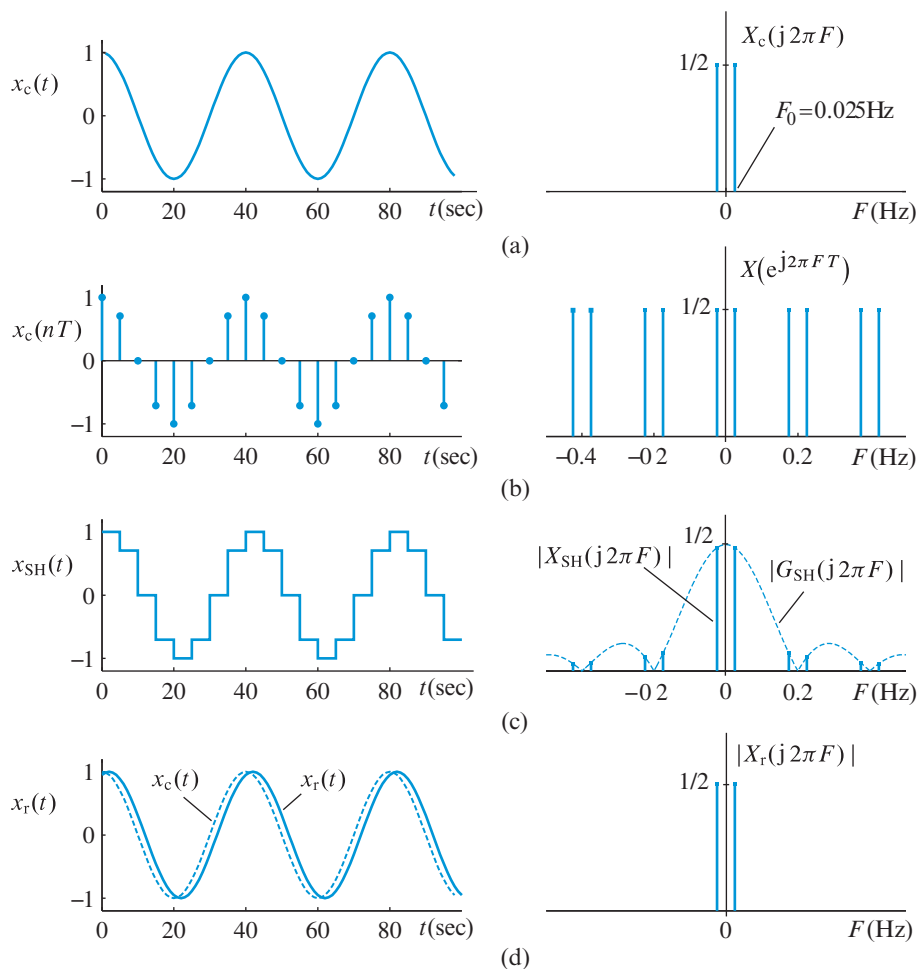 1
x_c(t)
0
−1
0 20 40 60 80 t(sec)
X_c(j2πF)
1/2
F_0=0.025Hz
0 F(Hz)
(a)
1
x_c(nT)
0
−1
0 20 40 60 80 t(sec)
X(e^{j2πFT})
1/2
−0.4 −0.2 0 0.2 F(Hz)
(b)
1
x_SH(t)
0
−1
0 20 40 60 80 t(sec)
1/2
|X_SH(j2πF)|
|G_SH(j2πF)|
−0 2 0 0.2 F(Hz)
(c)
1
x_c(t) x_r(t)
x_r(t)
0
−1
0 20 40 60 80 t(sec)
|X_r(j2πF)|
1/2
0 F(Hz)
(d)